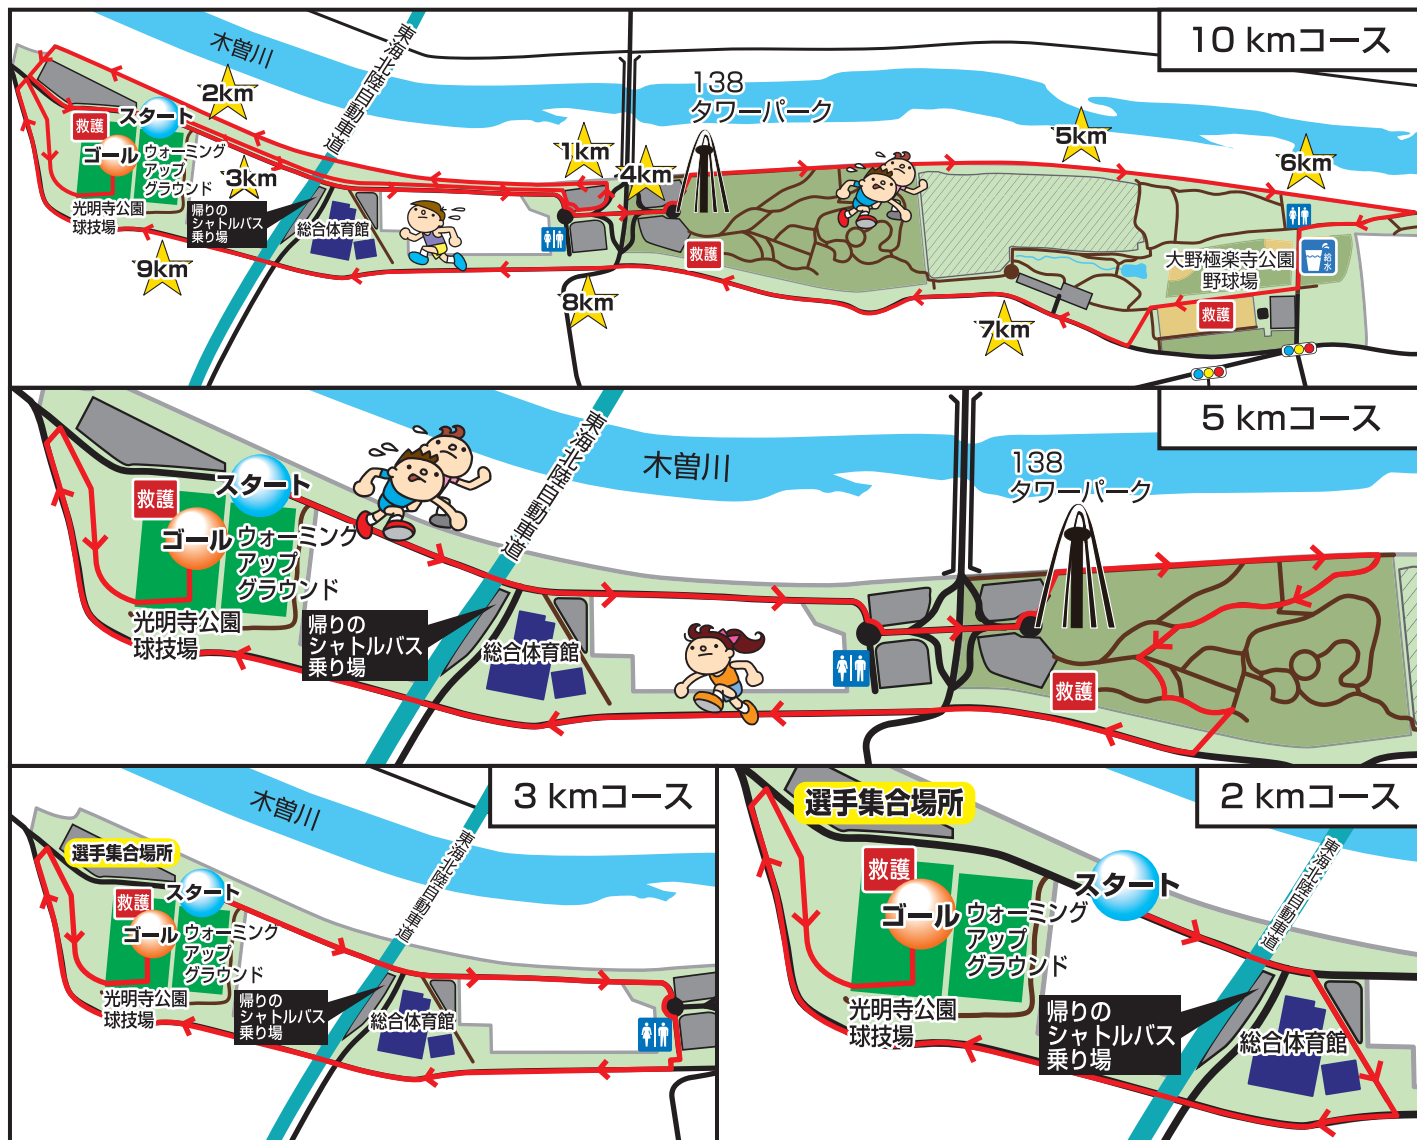 10 kmコース
木曽川
東海北陸自動車道
138
タワーパーク
2km
スタート
救護
ゴール
ウォーミング
アップ
グラウンド
3km
1km
4km
5km
6km
光明寺公園
球技場
帰りの
シャトルバス
乗り場
総合体育館
救護
大野極楽寺公園
野球場
給水
救護
9km
8km
7km
5 kmコース
木曽川
東海北陸自動車道
138
タワーパーク
救護
スタート
ゴール
ウォーミング
アップ
グラウンド
光明寺公園
球技場
帰りの
シャトルバス
乗り場
総合体育館
救護
3 kmコース
木曽川
東海北陸自動車道
選手集合場所
救護
スタート
ゴール
ウォーミング
アップ
グラウンド
光明寺公園
球技場
帰りの
シャトルバス
乗り場
総合体育館
2 kmコース
選手集合場所
東海北陸自動車道
救護
スタート
ゴール
ウォーミング
アップ
グラウンド
光明寺公園
球技場
帰りの
シャトルバス
乗り場
総合体育館